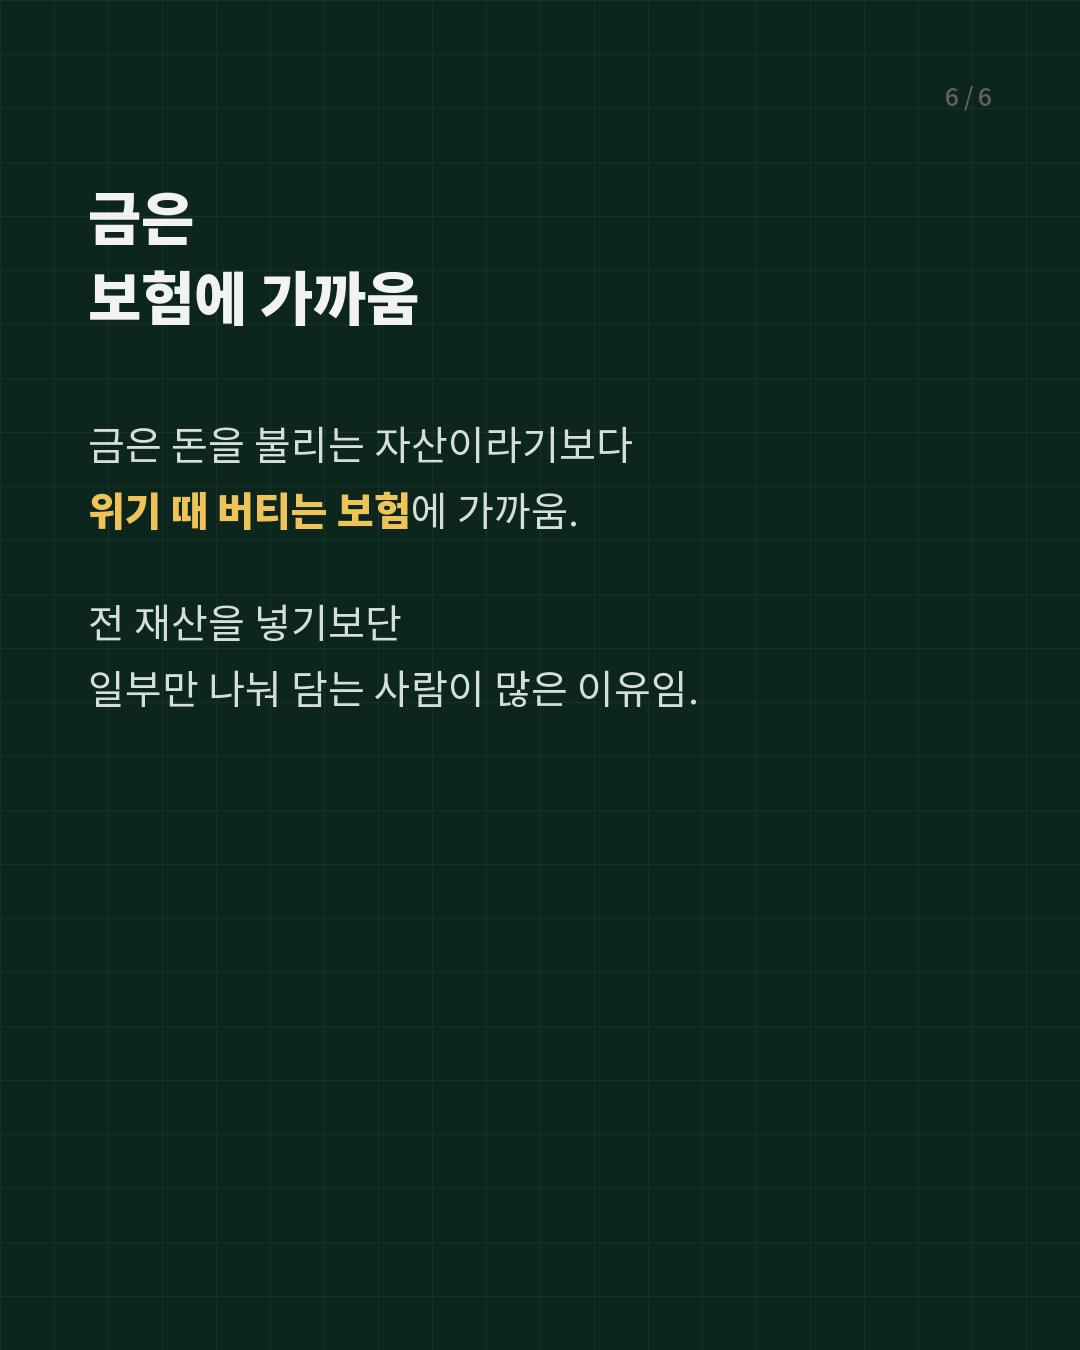 6 / 6
금은
보험에 가까움
금은 돈을 불리는 자산이라기보다
위기 때 버티는 보험에 가까움.
전 재산을 넣기보단
일부만 나눠 담는 사람이 많은 이유임.